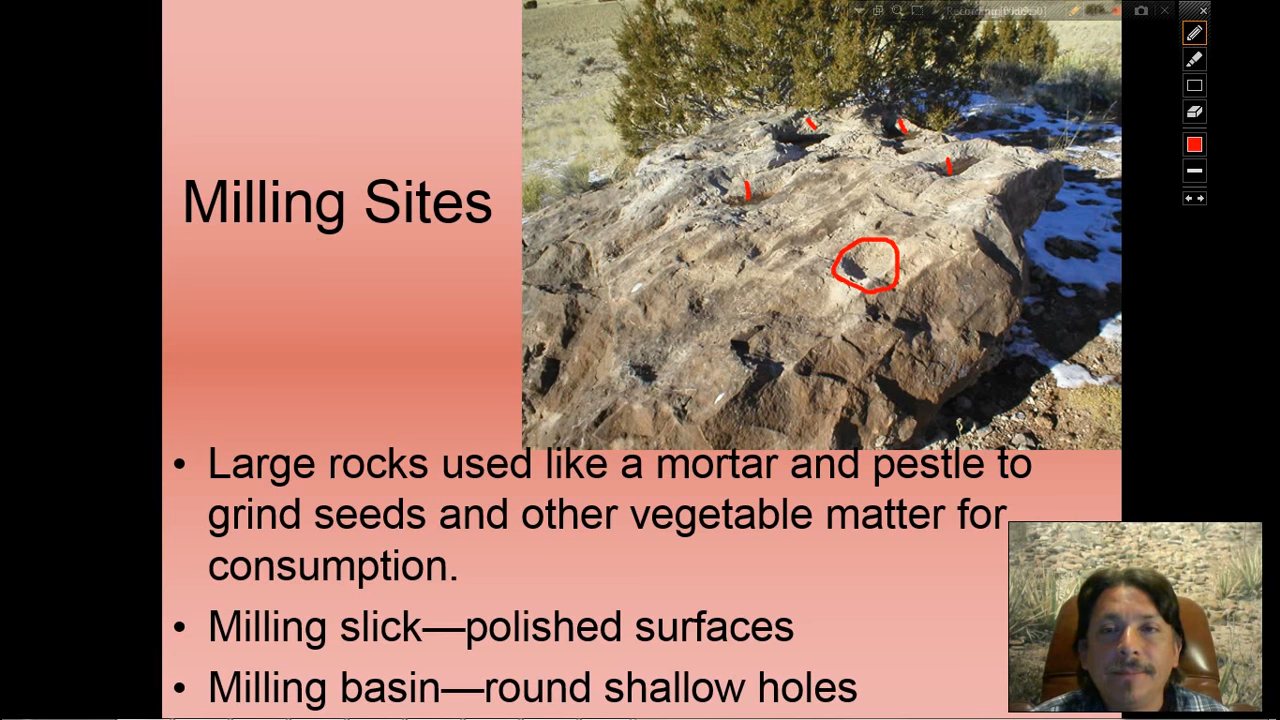 Milling Sites
• Large rocks used like a mortar and pestle to
grind seeds and other vegetable matter for
consumption.
• Milling slick—polished surfaces
• Milling basin—round shallow holes